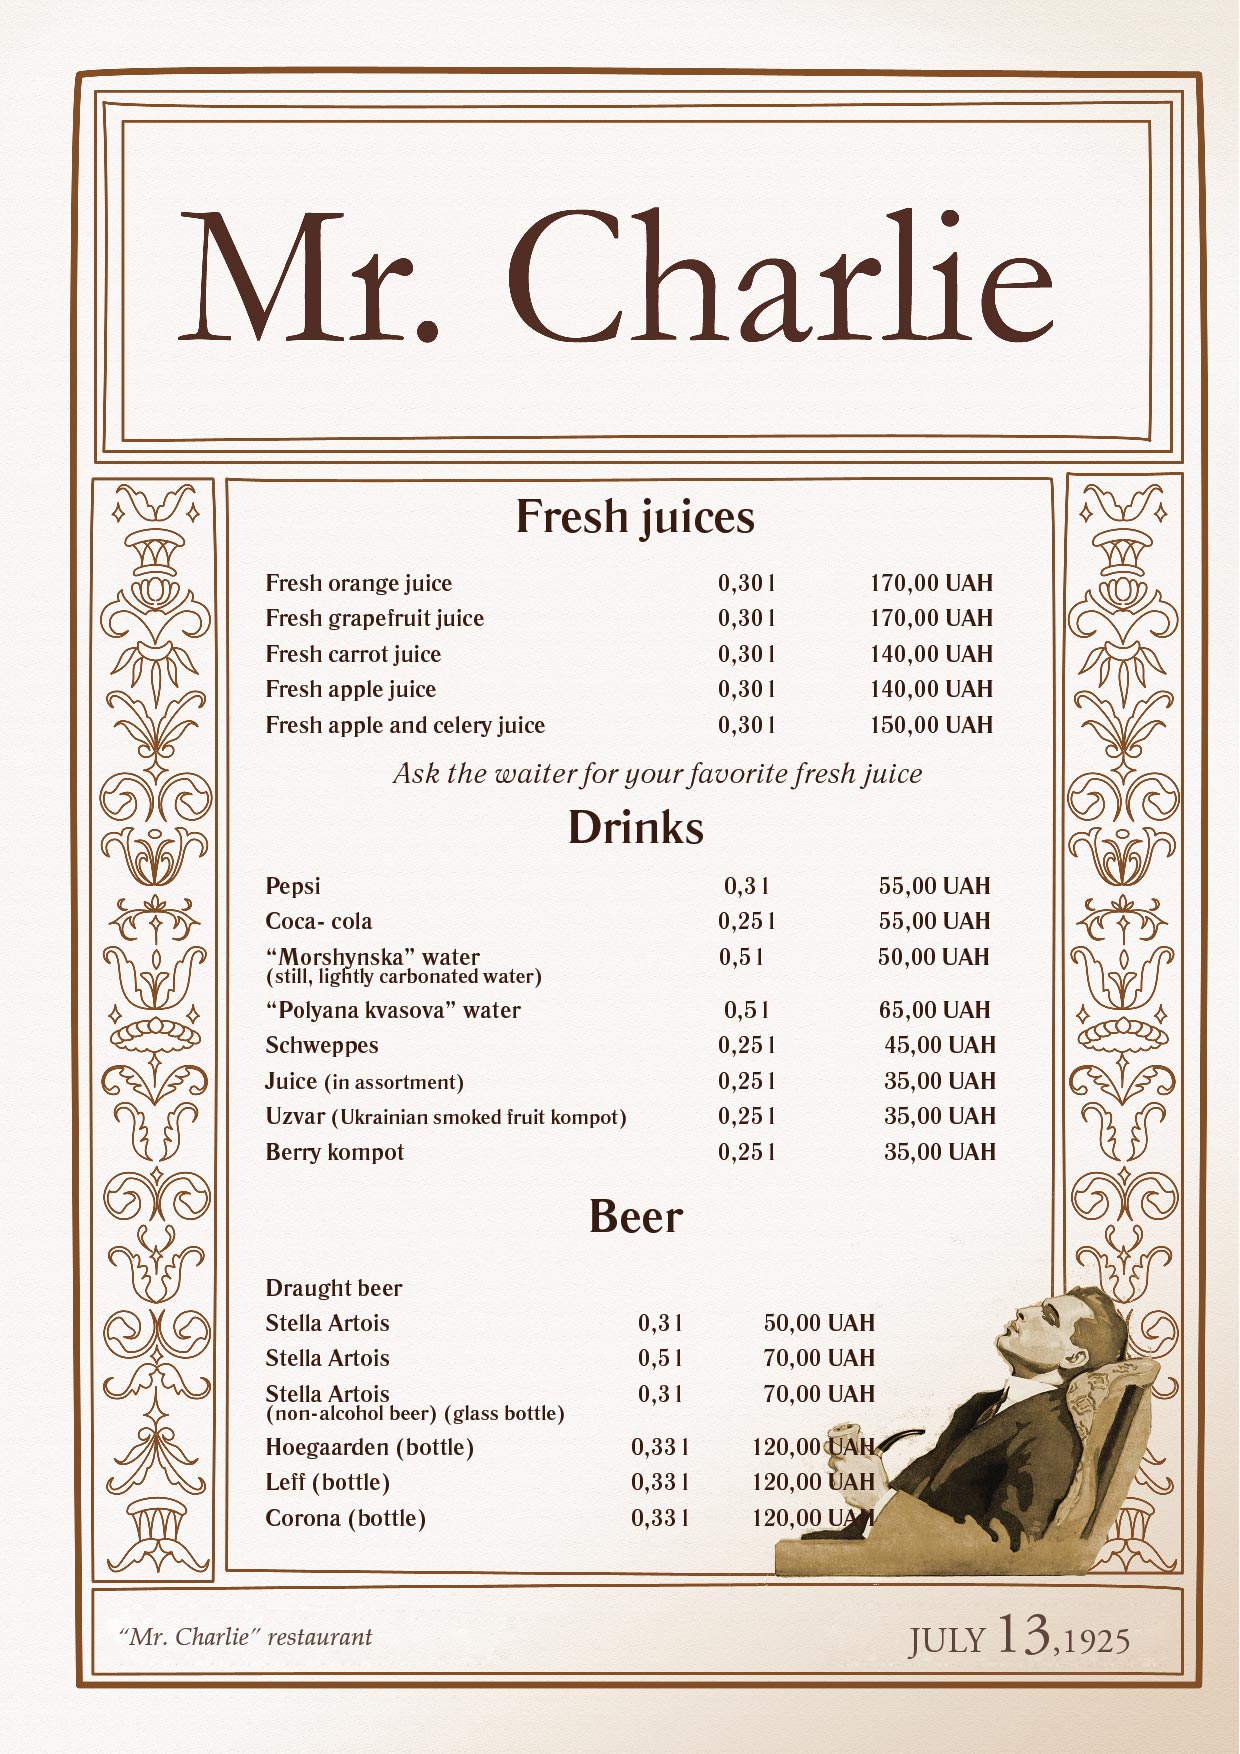 Mr. Charlie
Fresh juices
Fresh orange juice 0,30 l 170,00 UAH
Fresh grapefruit juice 0,30 l 170,00 UAH
Fresh carrot juice 0,30 l 140,00 UAH
Fresh apple juice 0,30 l 140,00 UAH
Fresh apple and celery juice 0,30 l 150,00 UAH
Ask the waiter for your favorite fresh juice
Drinks
Pepsi 0,3 l 55,00 UAH
Coca- cola 0,25 l 55,00 UAH
“Morshynska” water 0,5 l 50,00 UAH
(still, lightly carbonated water)
“Polyana kvasova” water 0,5 l 65,00 UAH
Schweppes 0,25 l 45,00 UAH
Juice (in assortment) 0,25 l 35,00 UAH
Uzvar (Ukrainian smoked fruit kompot) 0,25 l 35,00 UAH
Berry kompot 0,25 l 35,00 UAH
Beer
Draught beer
Stella Artois 0,3 l 50,00 UAH
Stella Artois 0,5 l 70,00 UAH
Stella Artois 0,3 l 70,00 UAH
(non-alcohol beer) (glass bottle)
Hoegaarden (bottle) 0,33 l 120,00 UAH
Leff (bottle) 0,33 l 120,00 UAH
Corona (bottle) 0,33 l 120,00 UAH
“Mr. Charlie” restaurant
JULY 13,1925